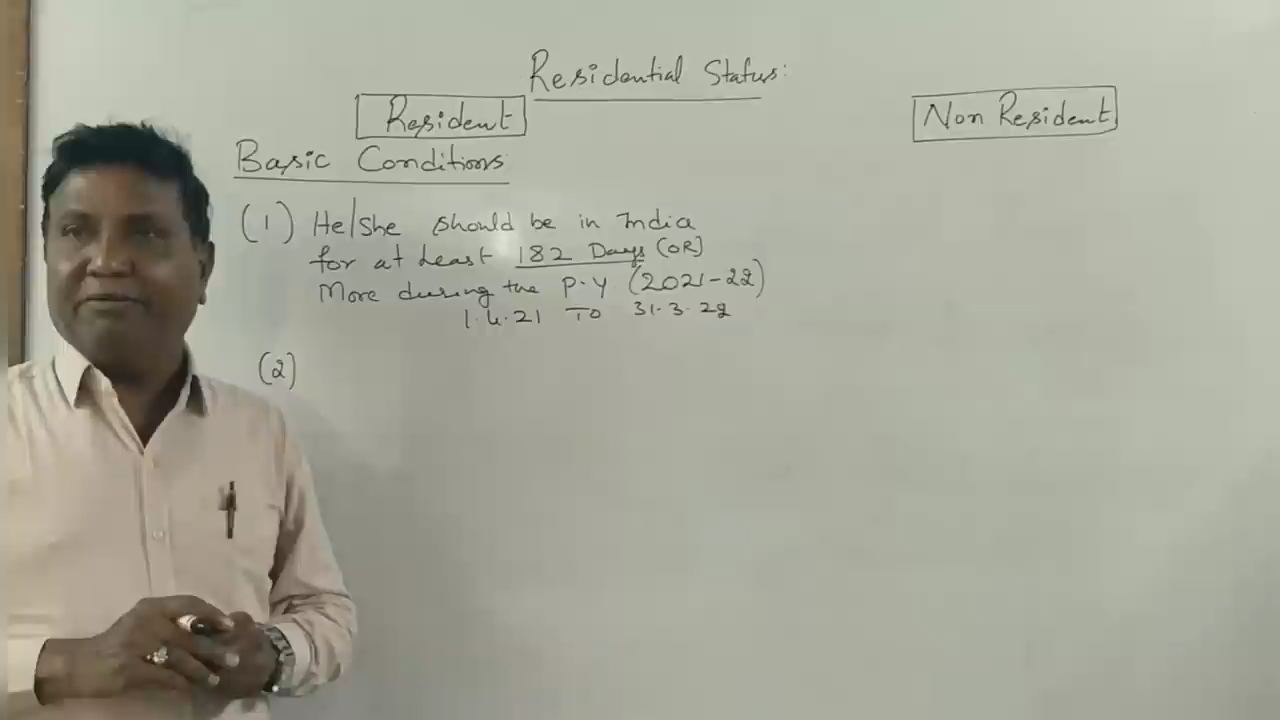 Residential Status:
Resident
Non Resident
Basic Conditions
(1) He/She should be in India
for at Least 182 Days (OR)
More during the P.Y (2021-22)
1.4.21 TO 31.3.22
(2)